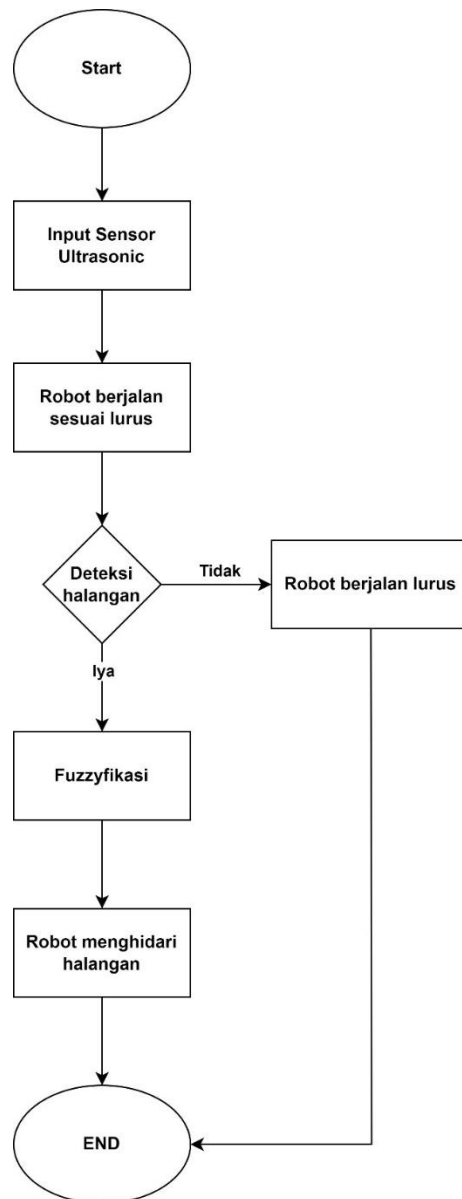 Start
Input Sensor
Ultrasonic
Robot berjalan
sesuai lurus
Deteksi
halangan
Tidak
Robot berjalan lurus
Iya
Fuzzyfikasi
Robot menghidari
halangan
END